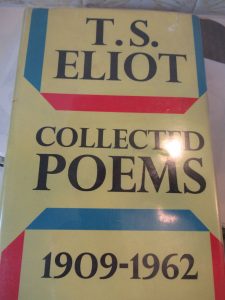 T. S.
ELIOT
COLLECTED
POEMS
1909-1962